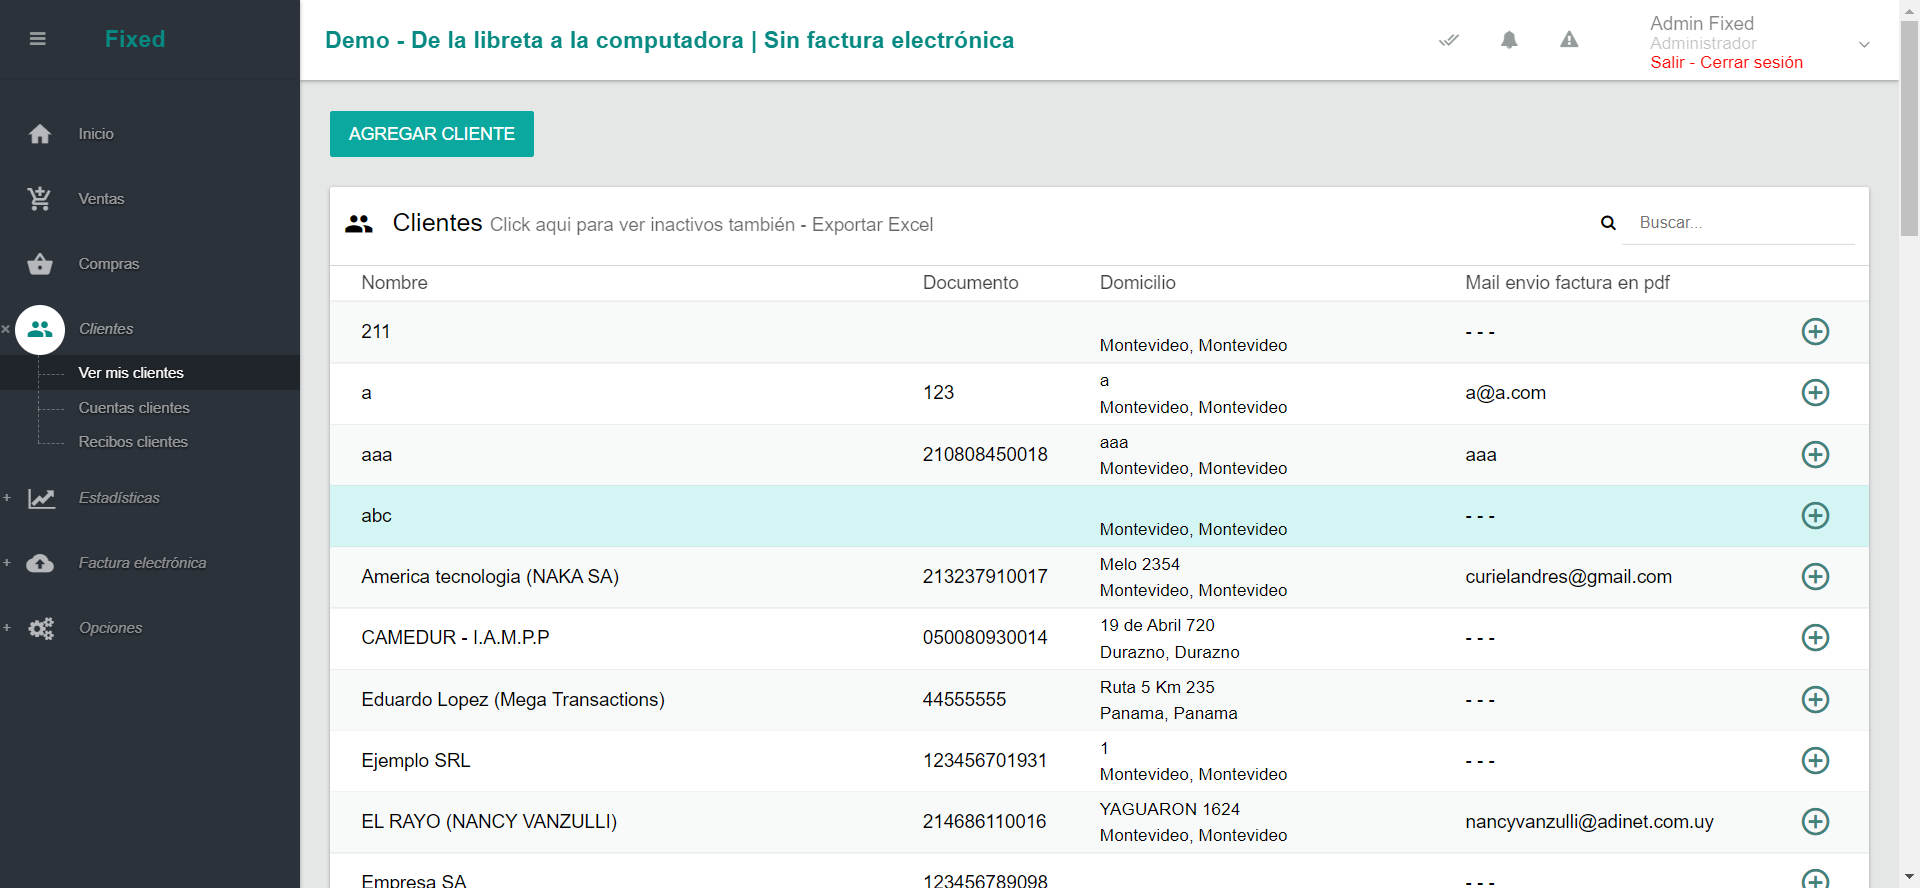 Fixed
Demo - De la libreta a la computadora | Sin factura electrónica
Admin Fixed
Administrador
Salir - Cerrar sesión
Inicio
Ventas
Compras
Clientes
Ver mis clientes
Cuentas clientes
Recibos clientes
Estadísticas
Factura electrónica
Opciones
AGREGAR CLIENTE
Clientes Click aqui para ver inactivos también - Exportar Excel
Buscar...
Nombre Documento Domicilio Mail envio factura en pdf
211 Montevideo, Montevideo - - -
a 123 a
Montevideo, Montevideo a@a.com
aaa 210808450018 aaa
Montevideo, Montevideo aaa
abc Montevideo, Montevideo - - -
America tecnologia (NAKA SA) 213237910017 Melo 2354
Montevideo, Montevideo curielandres@gmail.com
CAMEDUR - I.A.M.P.P 050080930014 19 de Abril 720
Durazno, Durazno - - -
Eduardo Lopez (Mega Transactions) 44555555 Ruta 5 Km 235
Panama, Panama - - -
Ejemplo SRL 123456701931 1
Montevideo, Montevideo - - -
EL RAYO (NANCY VANZULLI) 214686110016 YAGUARON 1624
Montevideo, Montevideo nancyvanzulli@adinet.com.uy
Empresa SA 123456789098 - - -